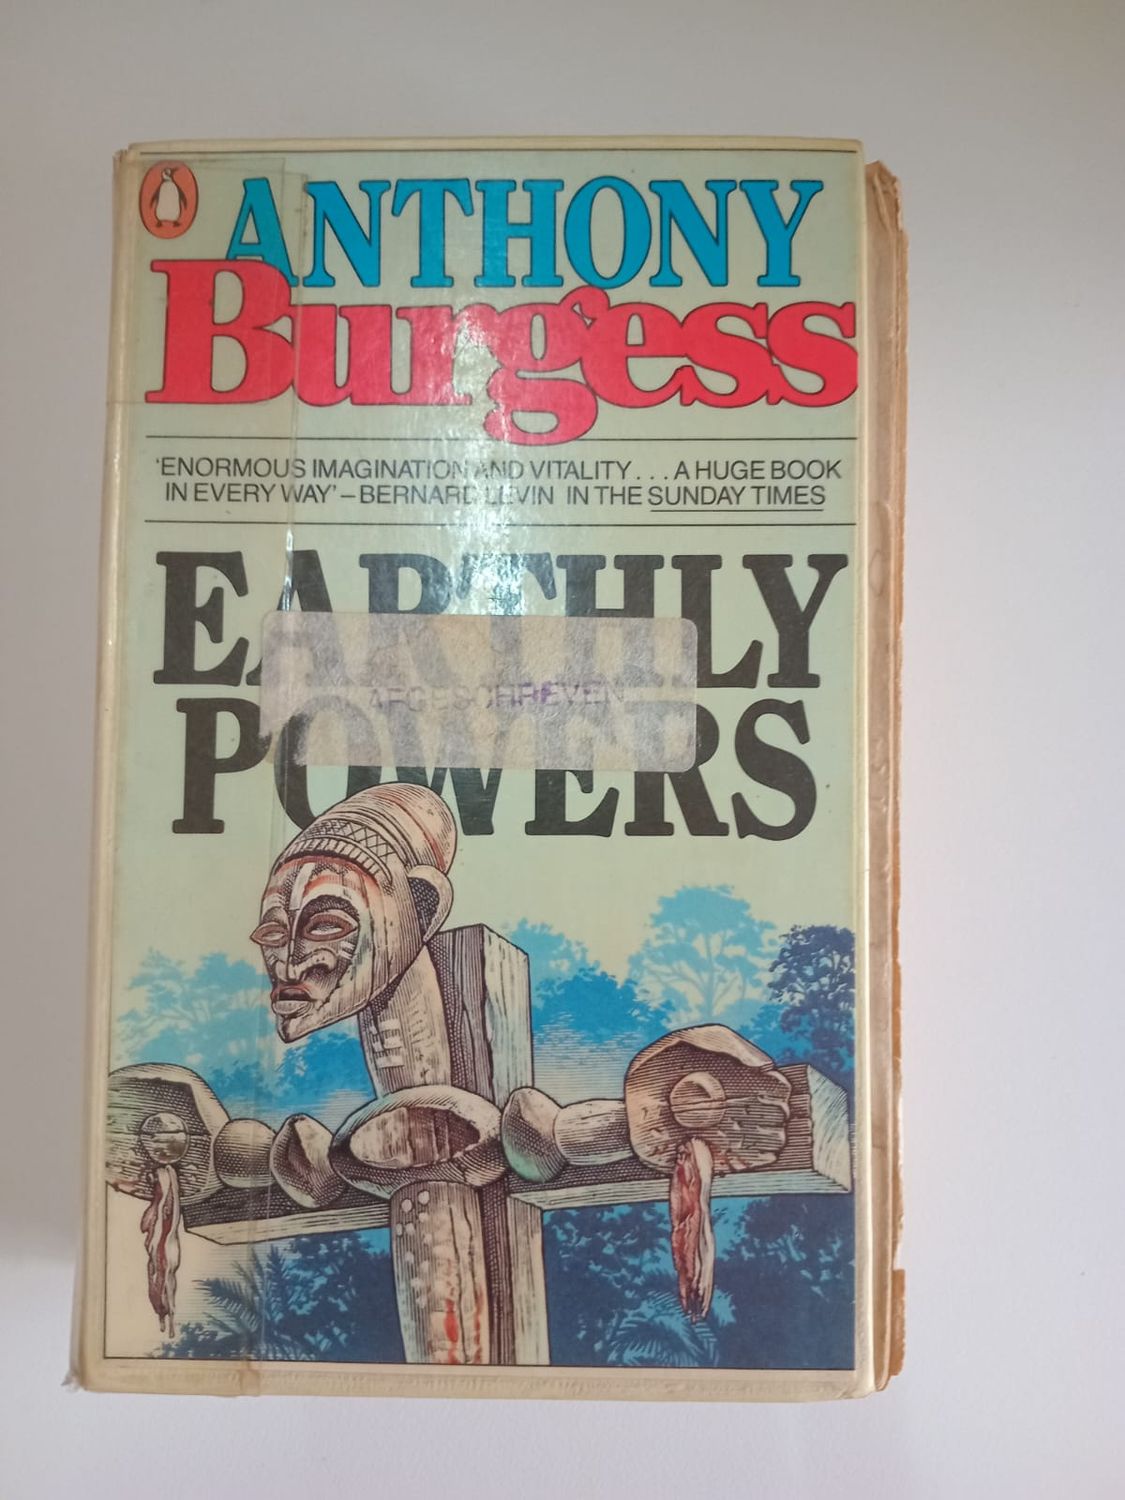 ANTHONY
Burgess
'ENORMOUS IMAGINATION AND VITALITY . . . A HUGE BOOK
IN EVERY WAY' – BERNARD LEVIN IN THE SUNDAY TIMES
EARTHLY
AFGESCHREVEN
POWERS